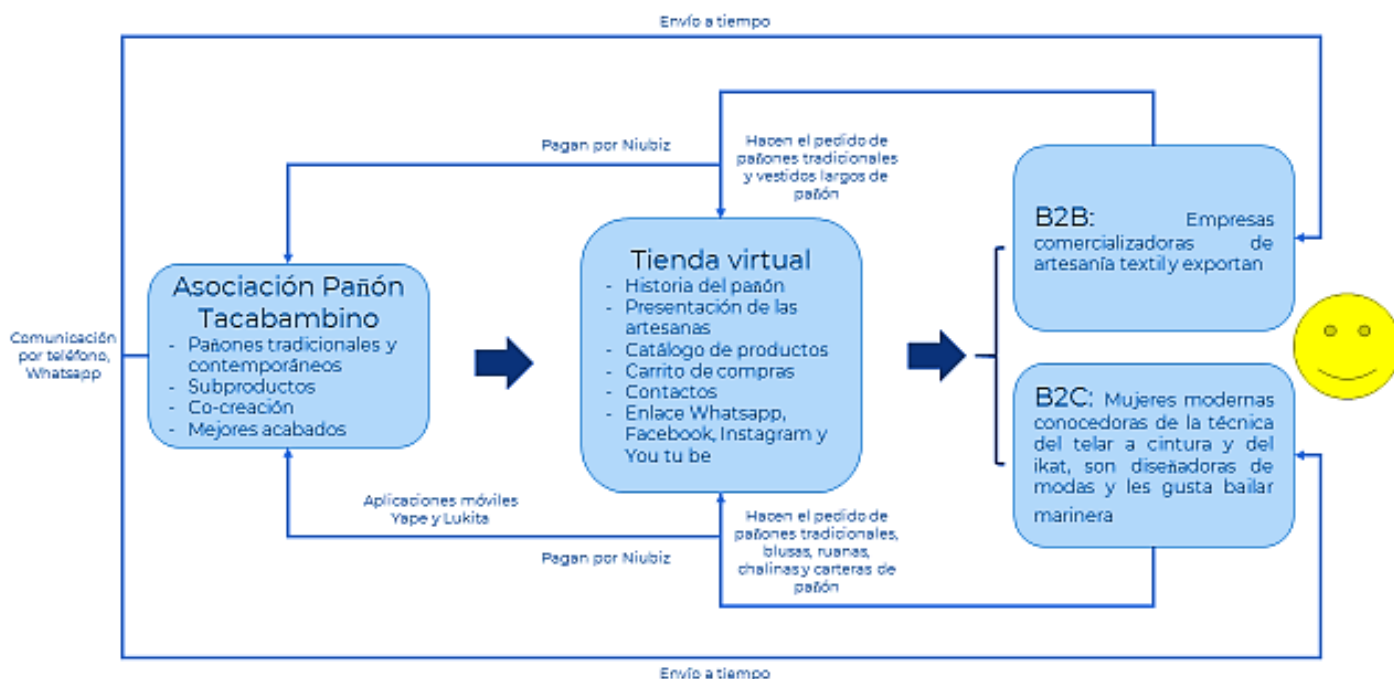 Envío a tiempo
Pagan por Niubiz
Hacen el pedido de
pañones tradicionales
y vestidos largos de
pañón
Asociación Pañón
Tacabambino
- Pañones tradicionales y
contemporáneos
- Subproductos
- Co-creación
- Mejores acabados
Comunicación
por teléfono,
Whatsapp
Tienda virtual
- Historia del pañón
- Presentación de las
artesanas
- Catálogo de productos
- Carrito de compras
- Contactos
- Enlace Whatsapp,
Facebook, Instagram y
You tu be
B2B: Empresas
comercializadoras de
artesanía textil y exportan
B2C: Mujeres modernas
conocedoras de la técnica
del telar a cintura y del
ikat, son diseñadoras de
modas y les gusta bailar
marinera
Aplicaciones móviles
Yape y Lukita
Pagan por Niubiz
Hacen el pedido de
pañones tradicionales,
blusas, ruanas,
chalinas y carteras de
pañón
Envío a tiempo